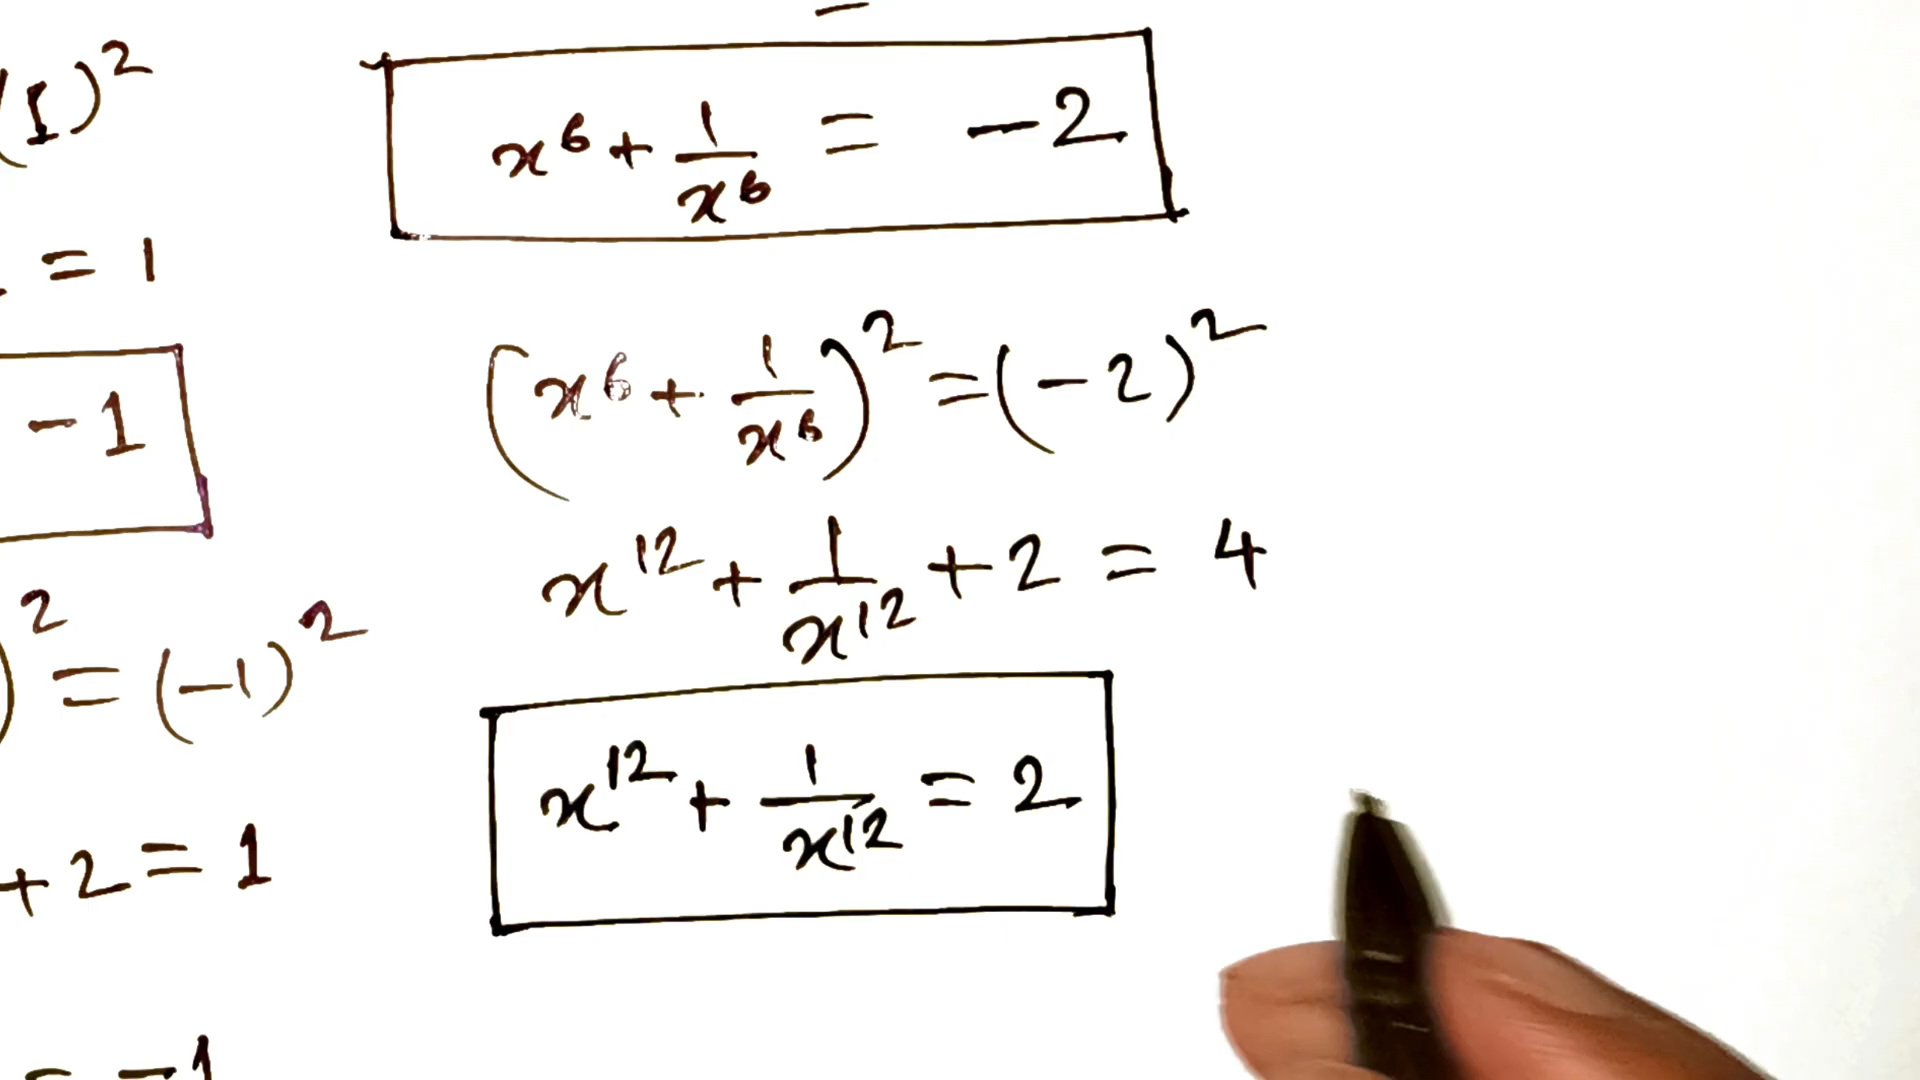 (1)²
= 1
-1
)² = (-1)²
+ 2 = 1
= -1
=
x⁶ + 1/x⁶ = -2
(x⁶ + 1/x⁶)² = (-2)²
x¹² + 1/x¹² + 2 = 4
x¹² + 1/x¹² = 2